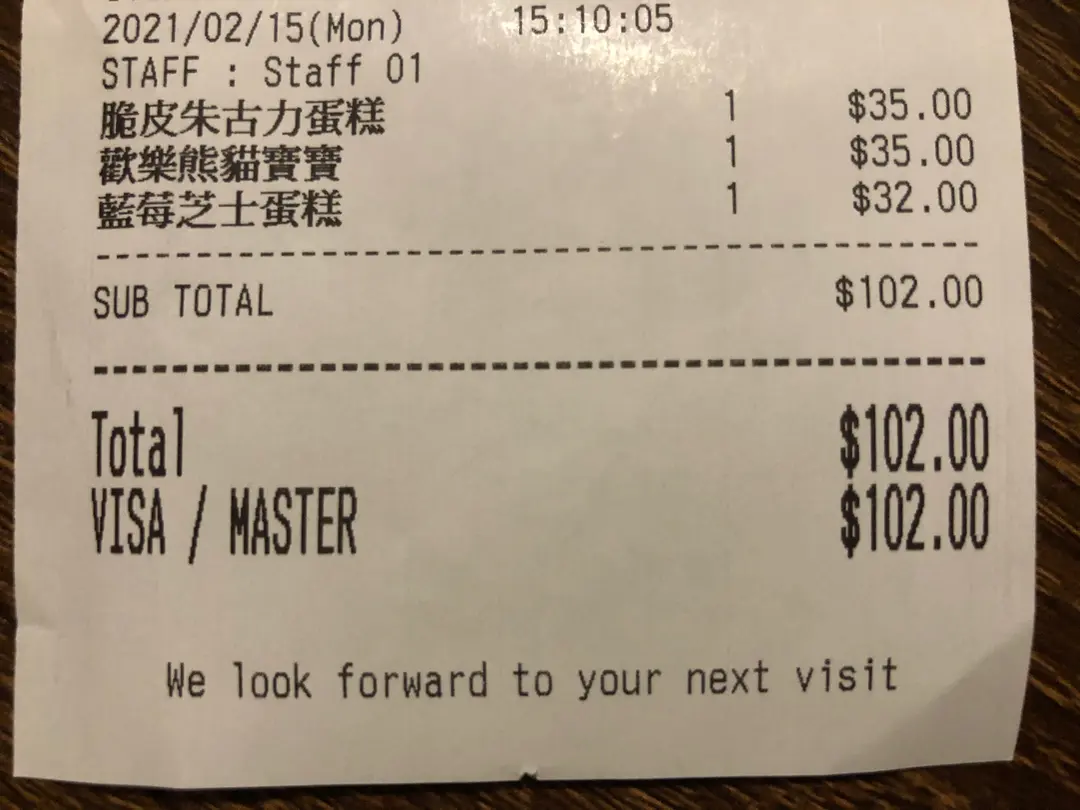 2021/02/15(Mon) 15:10:05
STAFF : Staff 01
脆皮朱古力蛋糕 1 $35.00
歡樂熊貓寶寶 1 $35.00
藍莓芝士蛋糕 1 $32.00
SUB TOTAL $102.00
Total $102.00
VISA / MASTER $102.00
We look forward to your next visit